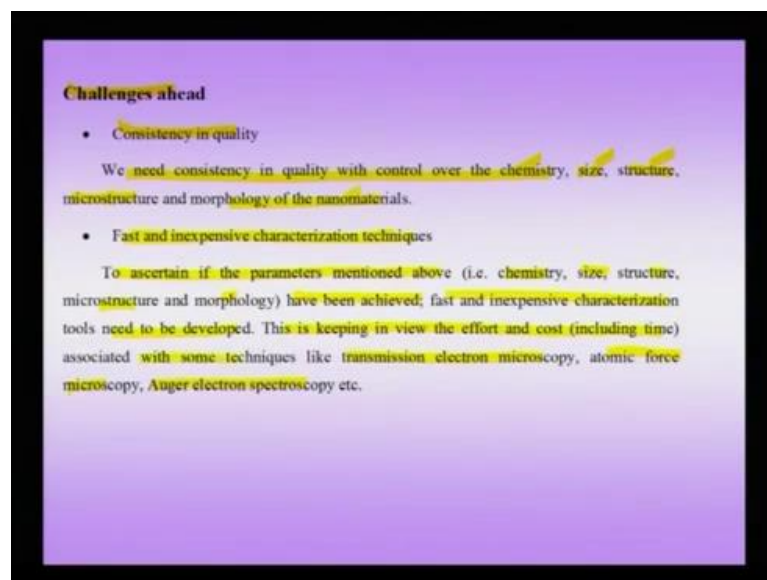 Challenges ahead
• Consistency in quality
We need consistency in quality with control over the chemistry, size, structure,
microstructure and morphology of the nanomaterials.
• Fast and inexpensive characterization techniques
To ascertain if the parameters mentioned above (i.e. chemistry, size, structure,
microstructure and morphology) have been achieved; fast and inexpensive characterization
tools need to be developed. This is keeping in view the effort and cost (including time)
associated with some techniques like transmission electron microscopy, atomic force
microscopy, Auger electron spectroscopy etc.